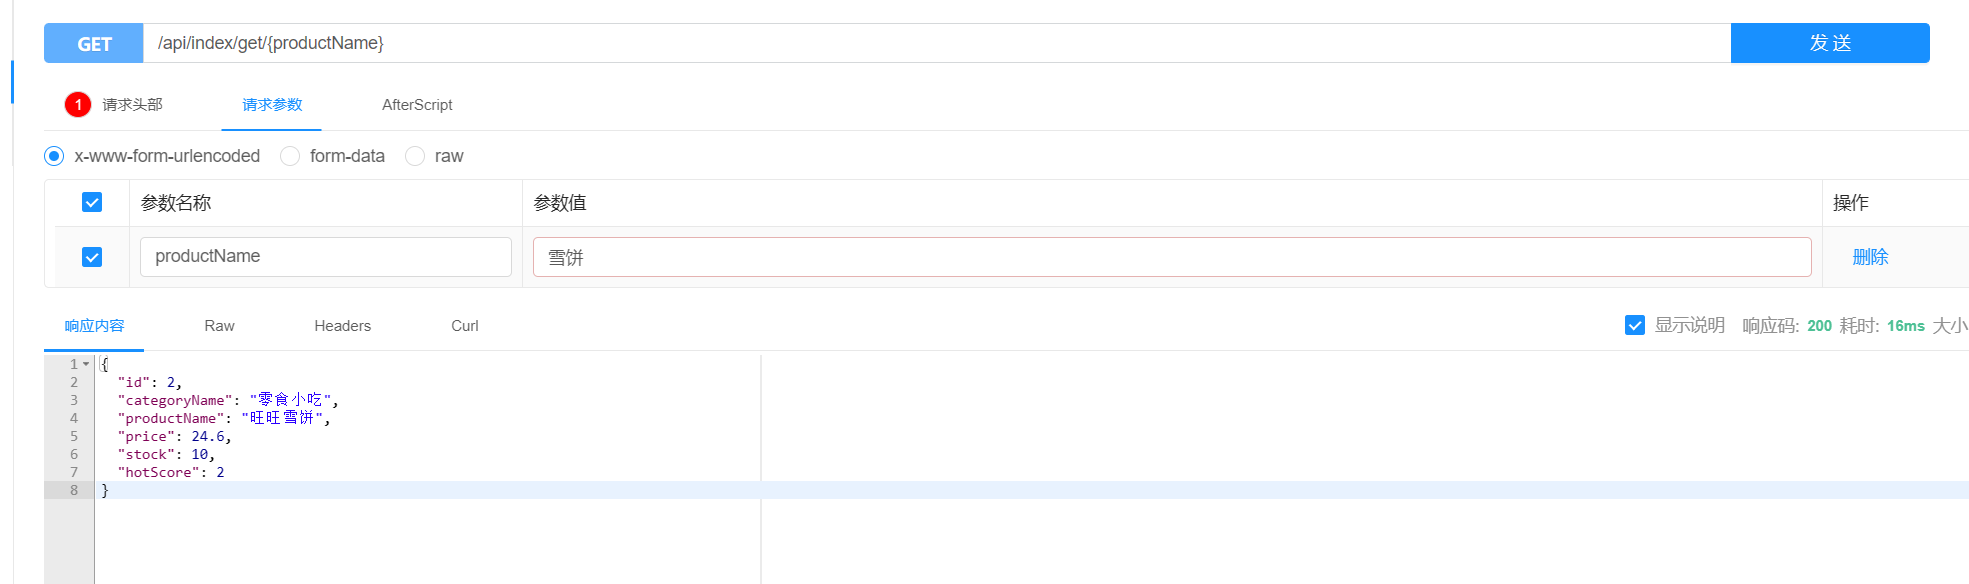 GET /api/index/get/{productName} 发 送
1 请求头部 请求参数 AfterScript
x-www-form-urlencoded form-data raw
参数名称 参数值 操作
productName 雪饼 删除
响应内容 Raw Headers Curl 显示说明 响应码: 200 耗时: 16ms 大小
1 {
2 "id": 2,
3 "categoryName": "零食小吃",
4 "productName": "旺旺雪饼",
5 "price": 24.6,
6 "stock": 10,
7 "hotScore": 2
8 }